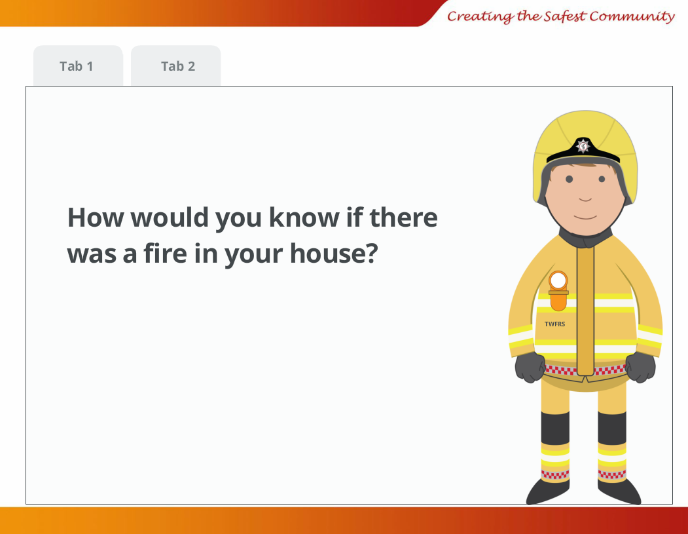 Creating the Safest Community
Tab 1
Tab 2
How would you know if there
was a fire in your house?
TWFRS